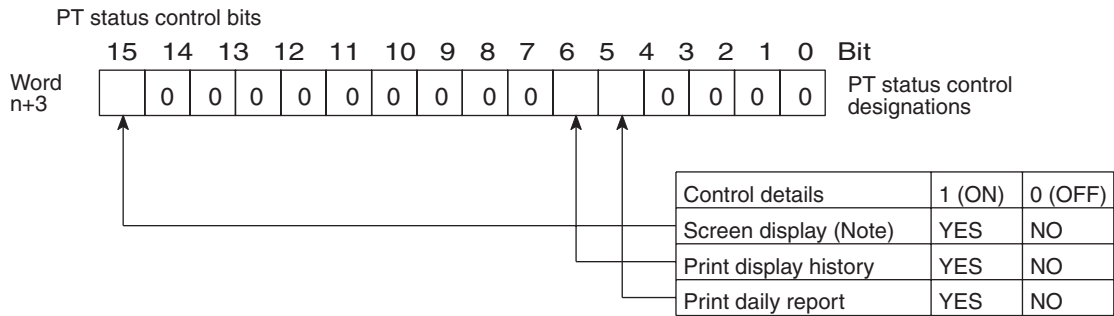 PT status control bits
15 14 13 12 11 10 9 8 7 6 5 4 3 2 1 0 Bit
Word
n+3
0 0 0 0 0 0 0 0 0 0 0 0
PT status control
designations
Control details 1 (ON) 0 (OFF)
Screen display (Note) YES NO
Print display history YES NO
Print daily report YES NO